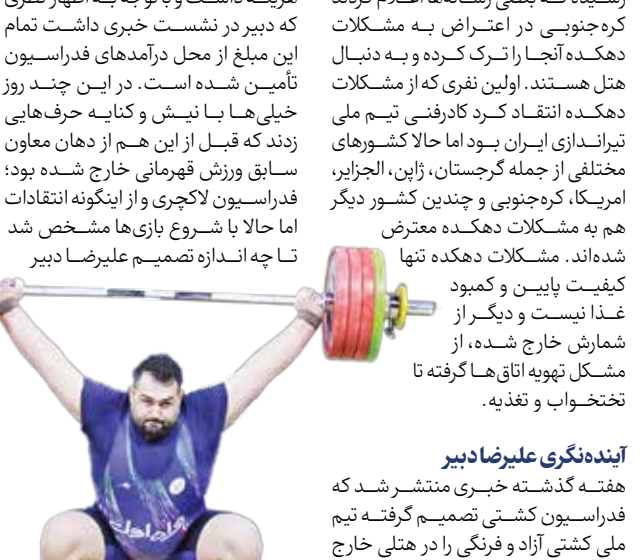 کره‌جنوبی در اعتراض به مشکلات
دهکده آنجا را ترک کرده و به دنبال
هتل هستند. اولین نفری که از مشکلات
دهکده انتقاد کرد کادرفنی تیم ملی
تیراندازی ایران بود اما حالا کشورهای
مختلفی از جمله گرجستان، ژاپن، الجزایر،
امریکا، کره‌جنوبی و چندین کشور دیگر
هم به مشکلات دهکده معترض
شده‌اند. مشکلات دهکده تنها
کیفیت پایین و کمبود
غذا نیست و دیگر از
شمارش خارج شده، از
مشکل تهویه اتاق‌ها گرفته تا
تختخواب و تغذیه.
آینده‌نگری علیرضا دبیر
هفته گذشته خبری منتشر شد که
فدراسیون کشتی تصمیم گرفته تیم
ملی کشتی آزاد و فرنگی را در هتلی خارج
که دبیر در نشست خبری داشت تمام
این مبلغ از محل درآمدهای فدراسیون
تأمین شده است. در این چند روز
خیلی‌ها با نیش و کنایه حرف‌هایی
زدند که قبل از این هم از دهان معاون
سابق ورزش قهرمانی خارج شده بود؛
فدراسیون لاکچری و از اینگونه انتقادات
اما حالا با شروع بازی‌ها مشخص شد
تا چه اندازه تصمیم علیرضا دبیر